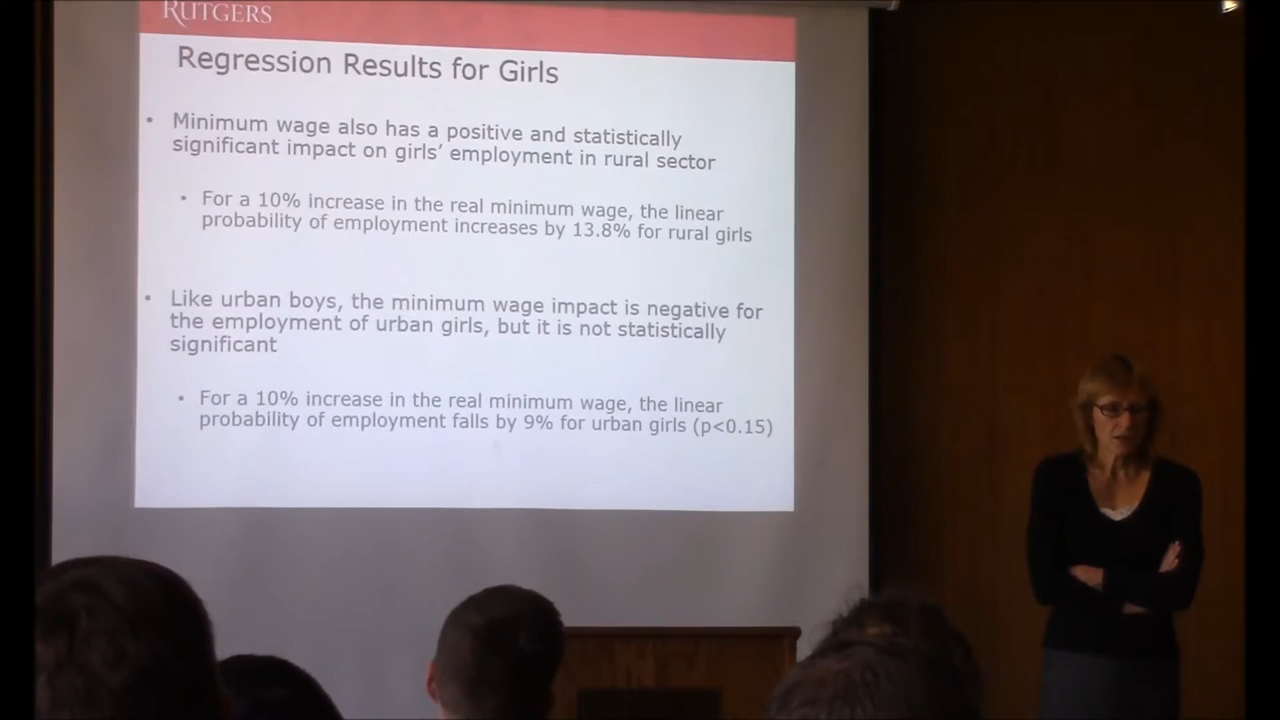 RUTGERS
Regression Results for Girls
• Minimum wage also has a positive and statistically
significant impact on girls' employment in rural sector
• For a 10% increase in the real minimum wage, the linear
probability of employment increases by 13.8% for rural girls
• Like urban boys, the minimum wage impact is negative for
the employment of urban girls, but it is not statistically
significant
• For a 10% increase in the real minimum wage, the linear
probability of employment falls by 9% for urban girls (p<0.15)